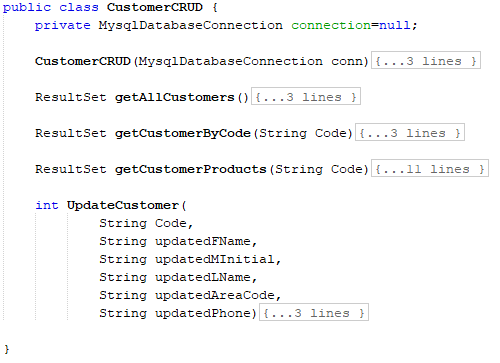 public class CustomerCRUD {
private MysqlDatabaseConnection connection=null;
CustomerCRUD(MysqlDatabaseConnection conn){...3 lines }
ResultSet getAllCustomers(){...3 lines }
ResultSet getCustomerByCode(String Code){...3 lines }
ResultSet getCustomerProducts(String Code){...11 lines }
int UpdateCustomer(
String Code,
String updatedFName,
String updatedMInitial,
String updatedLName,
String updatedAreaCode,
String updatedPhone){...3 lines }
}